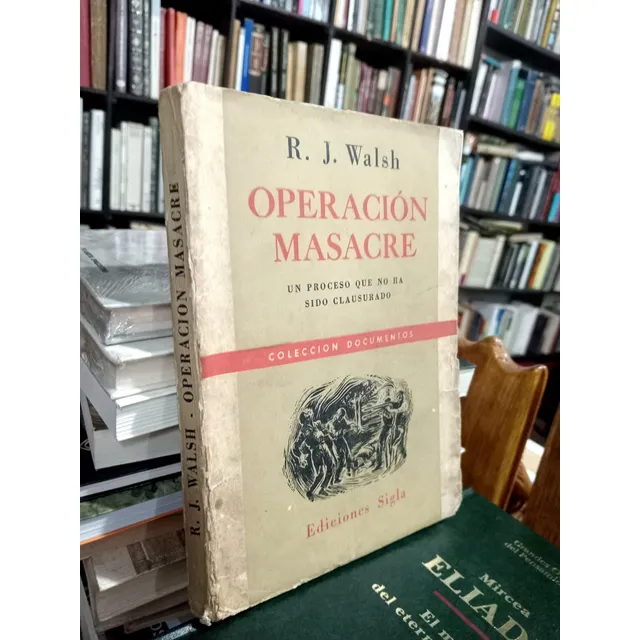 R. J. Walsh
OPERACIÓN
MASACRE
UN PROCESO QUE NO HA
SIDO CLAUSURADO
COLECCION DOCUMENTOS
Ediciones Sigla
R. J. WALSH - OPERACION MASACRE
Mircea
ELIAD
El m
del eter